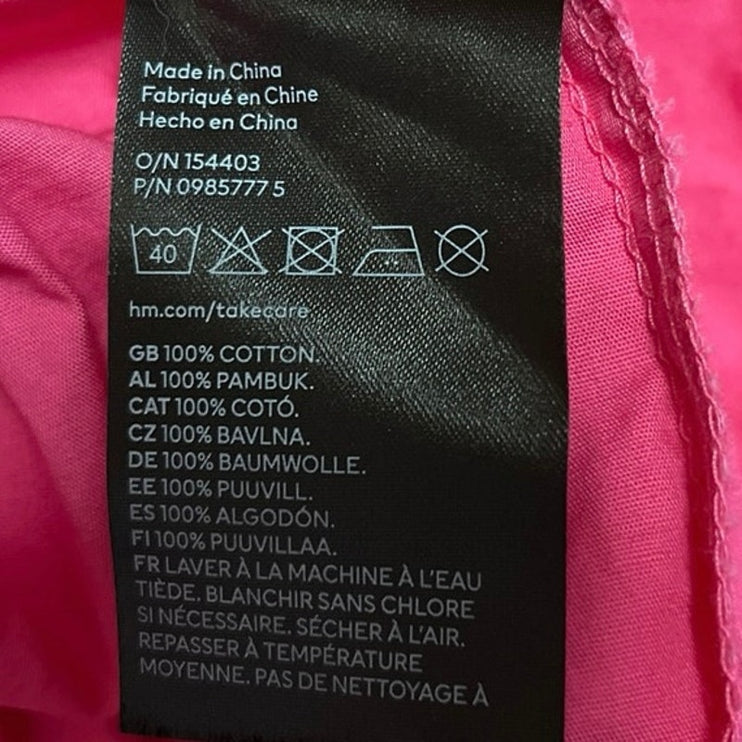 Made in China
Fabriqué en Chine
Hecho en China
O/N 154403
P/N 0985777 5
40
hm.com/takecare
GB 100% COTTON.
AL 100% PAMBUK.
CAT 100% COTÓ.
CZ 100% BAVLNA.
DE 100% BAUMWOLLE.
EE 100% PUUVILL.
ES 100% ALGODÓN.
FI 100% PUUVILLAA.
FR LAVER À LA MACHINE À L'EAU
TIÈDE. BLANCHIR SANS CHLORE
SI NÉCESSAIRE. SÉCHER À L'AIR.
REPASSER À TEMPÉRATURE
MOYENNE. PAS DE NETTOYAGE À